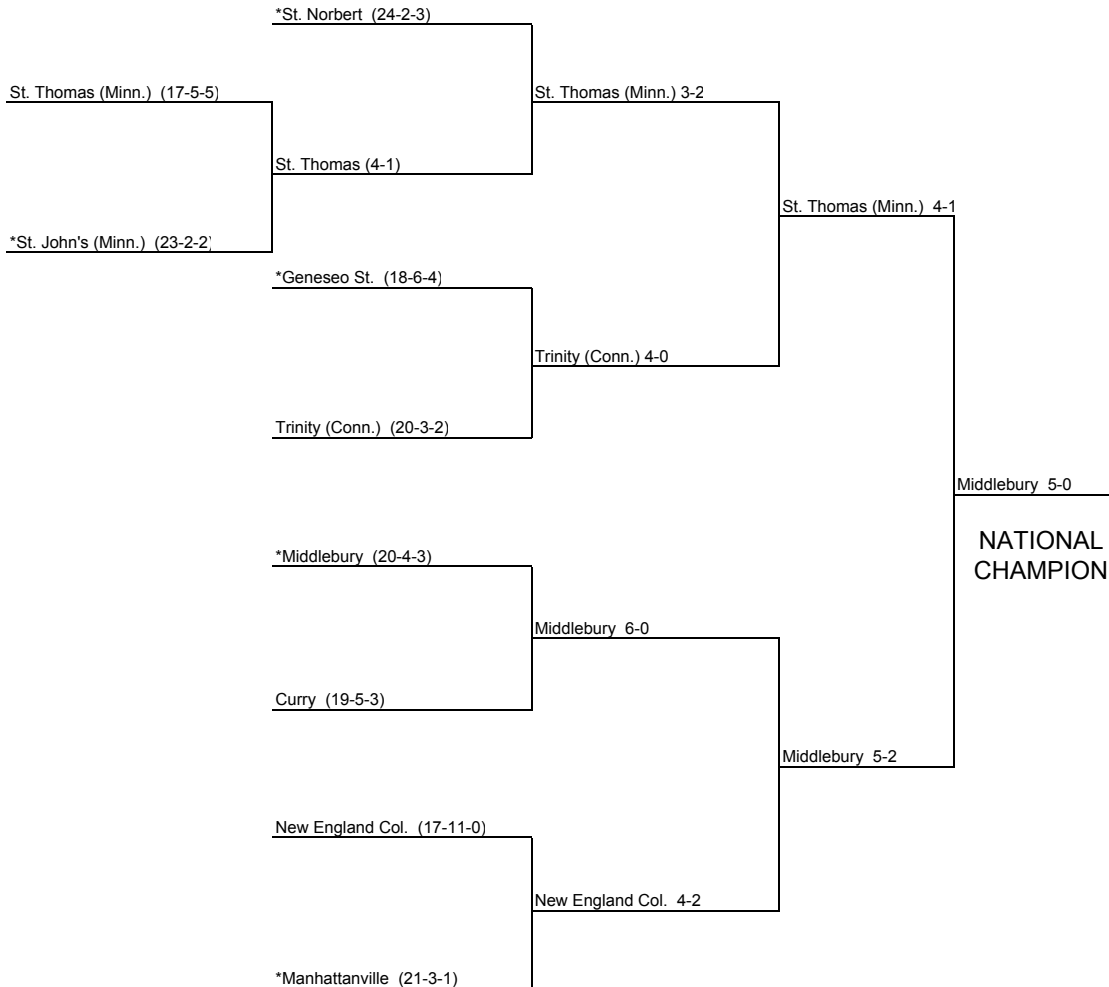 *St. Norbert (24-2-3)
St. Thomas (Minn.) (17-5-5)
St. Thomas (Minn.) 3-2
St. Thomas (4-1)
St. Thomas (Minn.) 4-1
*St. John's (Minn.) (23-2-2)
*Geneseo St. (18-6-4)
Trinity (Conn.) 4-0
Trinity (Conn.) (20-3-2)
Middlebury 5-0
NATIONAL
CHAMPION
*Middlebury (20-4-3)
Middlebury 6-0
Curry (19-5-3)
Middlebury 5-2
New England Col. (17-11-0)
New England Col. 4-2
*Manhattanville (21-3-1)